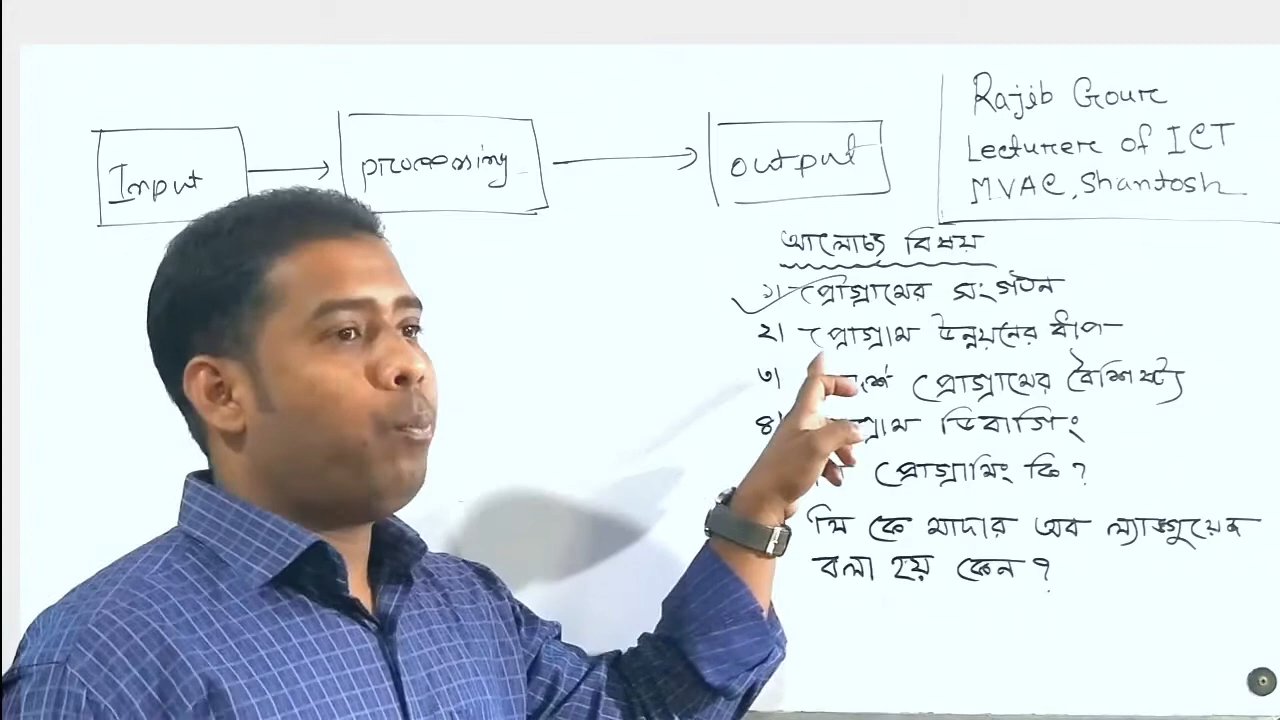 Input
processing
output
Rajib Gour
Lecturer of ICT
MVAC, Shantosh
আলোচ্য বিষয়
১। প্রোগ্রামের সংগঠন
২। প্রোগ্রাম উন্নয়নের ধাপ
৩। প্রোগ্রামের বৈশিষ্ট্য
৪। ডিবাগিং
প্রোগ্রামিং কি ?
সি কে মাদার অব ল্যাঙ্গুয়েজ
বলা হয় কেন ?